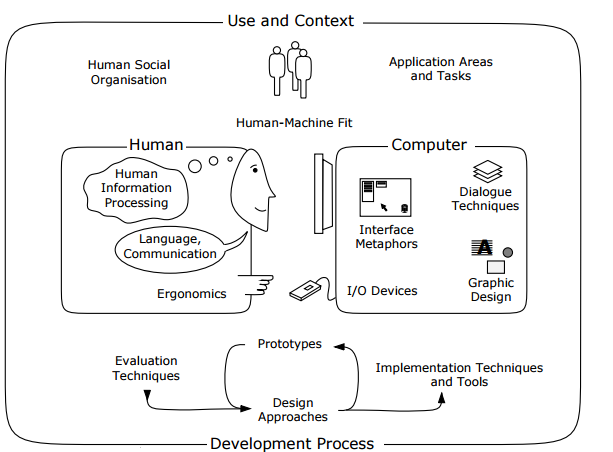 Use and Context
Human Social
Organisation
Application Areas
and Tasks
Human-Machine Fit
Human
Computer
Human
Information
Processing
Language,
Communication
Ergonomics
Interface
Metaphors
Dialogue
Techniques
A
Graphic
Design
I/O Devices
Prototypes
Evaluation
Techniques
Implementation Techniques
and Tools
Design
Approaches
Development Process